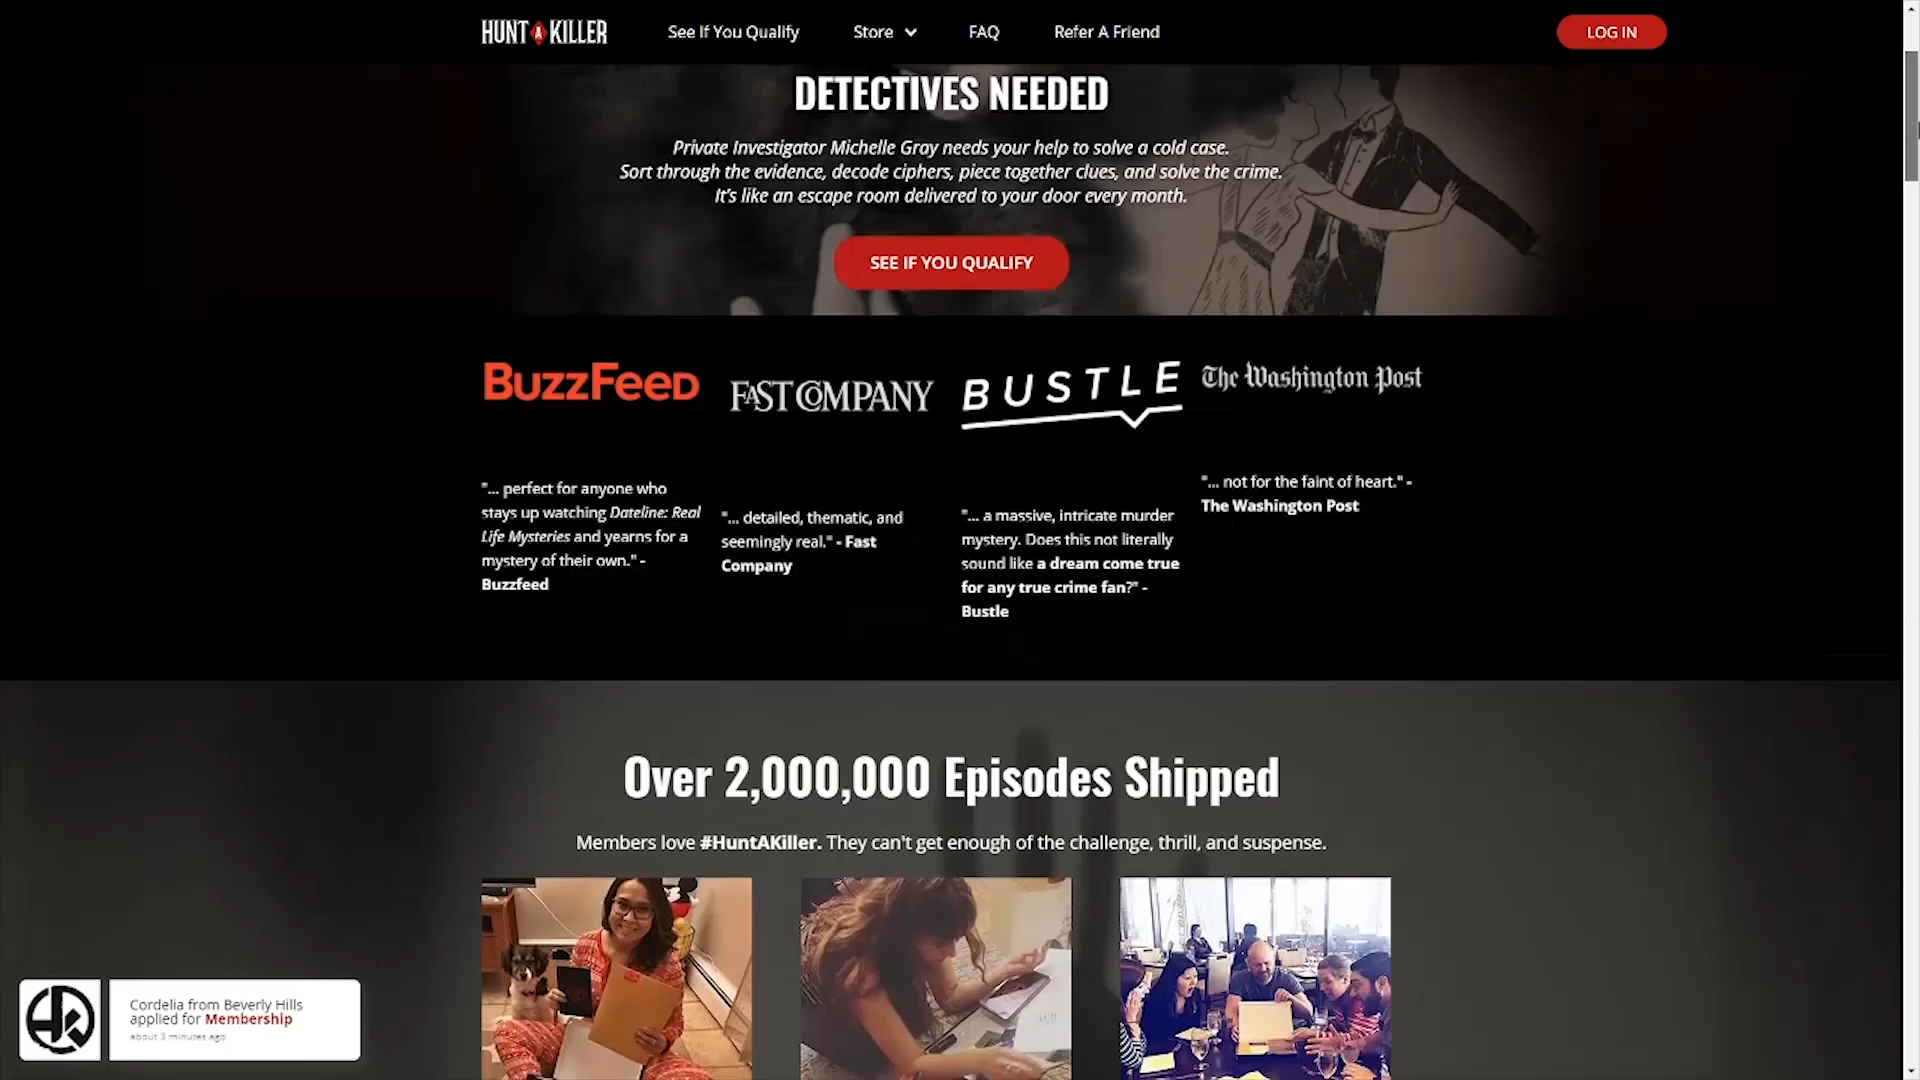 HUNT A KILLER
See If You Qualify
Store
FAQ
Refer A Friend
LOG IN
DETECTIVES NEEDED
Private Investigator Michelle Gray needs your help to solve a cold case.
Sort through the evidence, decode ciphers, piece together clues, and solve the crime.
It's like an escape room delivered to your door every month.
SEE IF YOU QUALIFY
BuzzFeed
FAST COMPANY
BUSTLE
The Washington Post
"... perfect for anyone who
stays up watching Dateline: Real
Life Mysteries and yearns for a
mystery of their own." -
Buzzfeed
"... detailed, thematic, and
seemingly real." - Fast
Company
"... a massive, intricate murder
mystery. Does this not literally
sound like a dream come true
for any true crime fan?" -
Bustle
"... not for the faint of heart." -
The Washington Post
Over 2,000,000 Episodes Shipped
Members love #HuntAKiller. They can't get enough of the challenge, thrill, and suspense.
Cordelia from Beverly Hills
applied for Membership
about 3 minutes ago